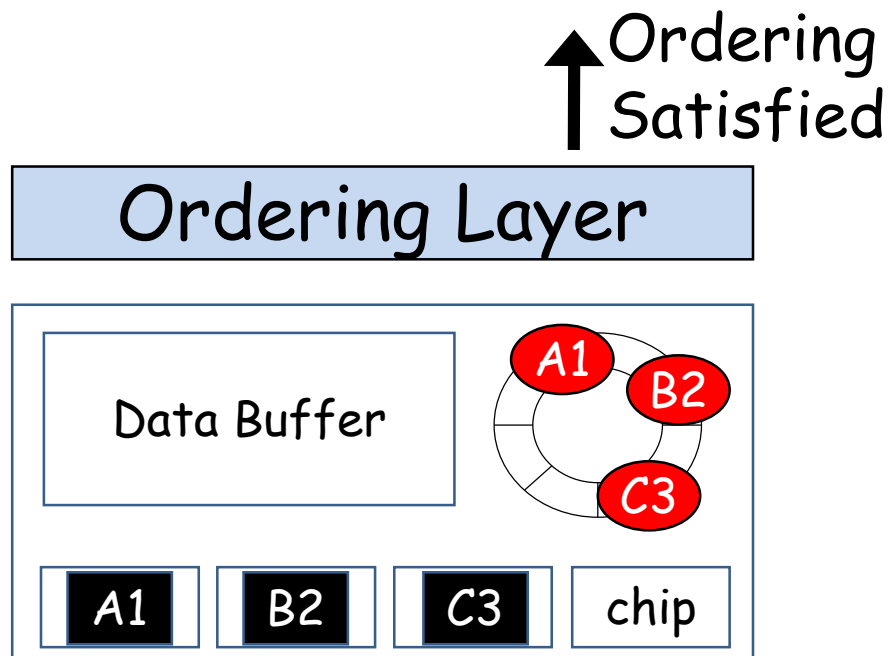 Ordering
Satisfied
Ordering Layer
A1
B2
Data Buffer
C3
A1
B2
C3
chip